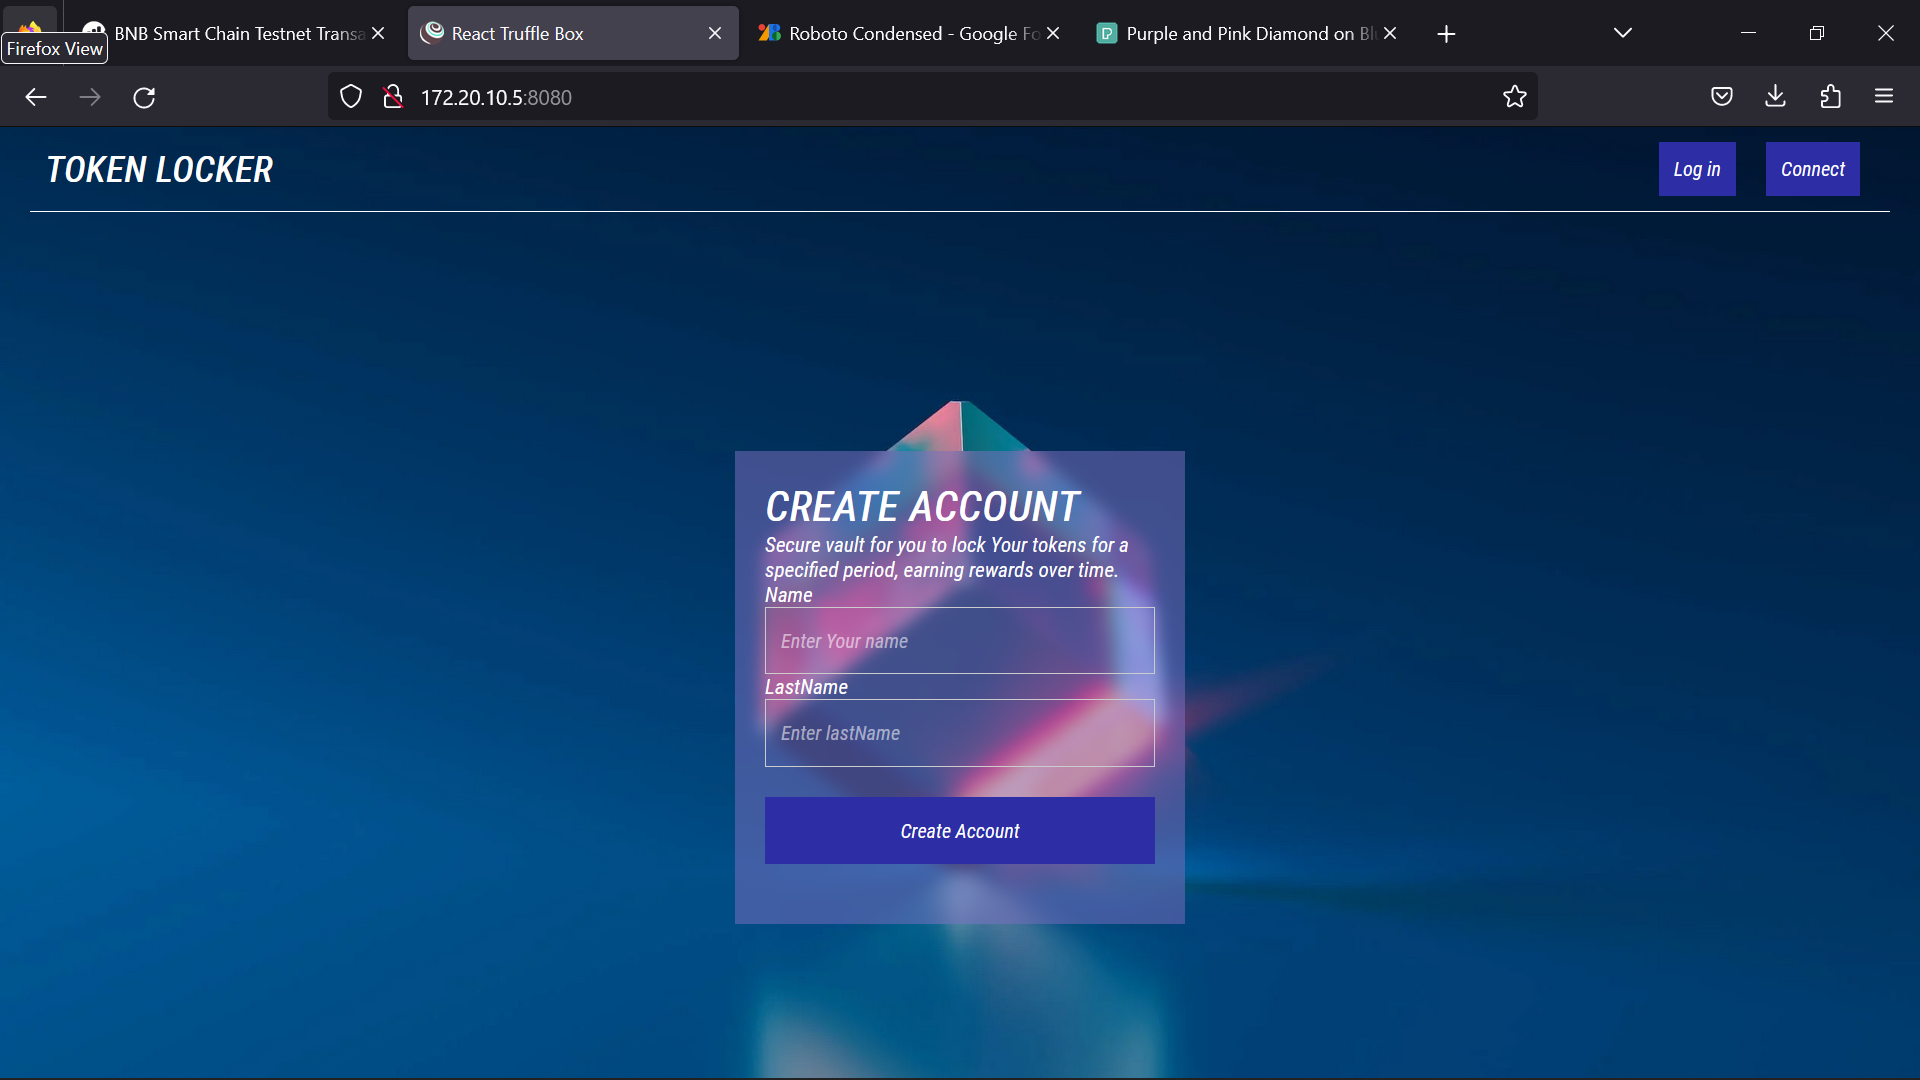 BNB Smart Chain Testnet Transa
React Truffle Box
Roboto Condensed - Google Fo
Purple and Pink Diamond on Bl
Firefox View
172.20.10.5:8080
TOKEN LOCKER
Log in
Connect
CREATE ACCOUNT
Secure vault for you to lock Your tokens for a
specified period, earning rewards over time.
Name
Enter Your name
LastName
Enter lastName
Create Account